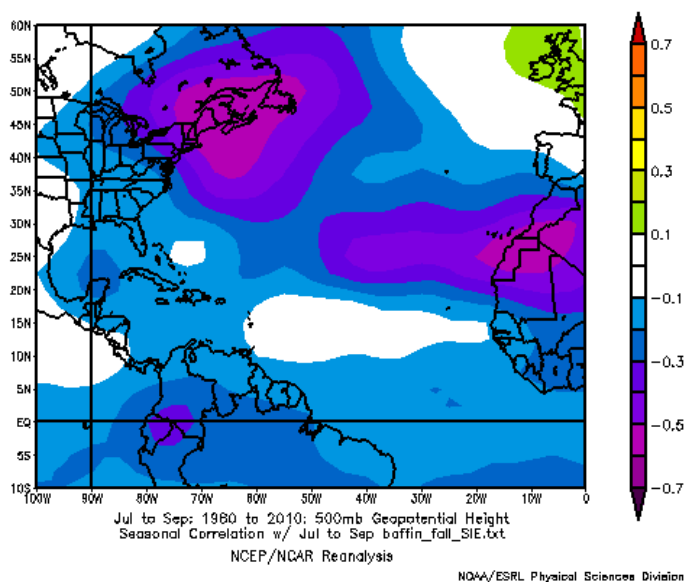 60N
55N
50N
45N
40N
35N
30N
25N
20N
15N
10N
5N
EQ
5S
10S
100W 90W 80W 70W 60W 50W 40W 30W 20W 10W 0
0.7
0.5
0.3
0.1
−0.1
−0.3
−0.5
−0.7
Jul to Sep: 1980 to 2010: 500mb Geopotential Height
Seasonal Correlation w/ Jul to Sep baffin_fall_SIE.txt
NCEP/NCAR Reanalysis
NOAA/ESRL Physical Sciences Division